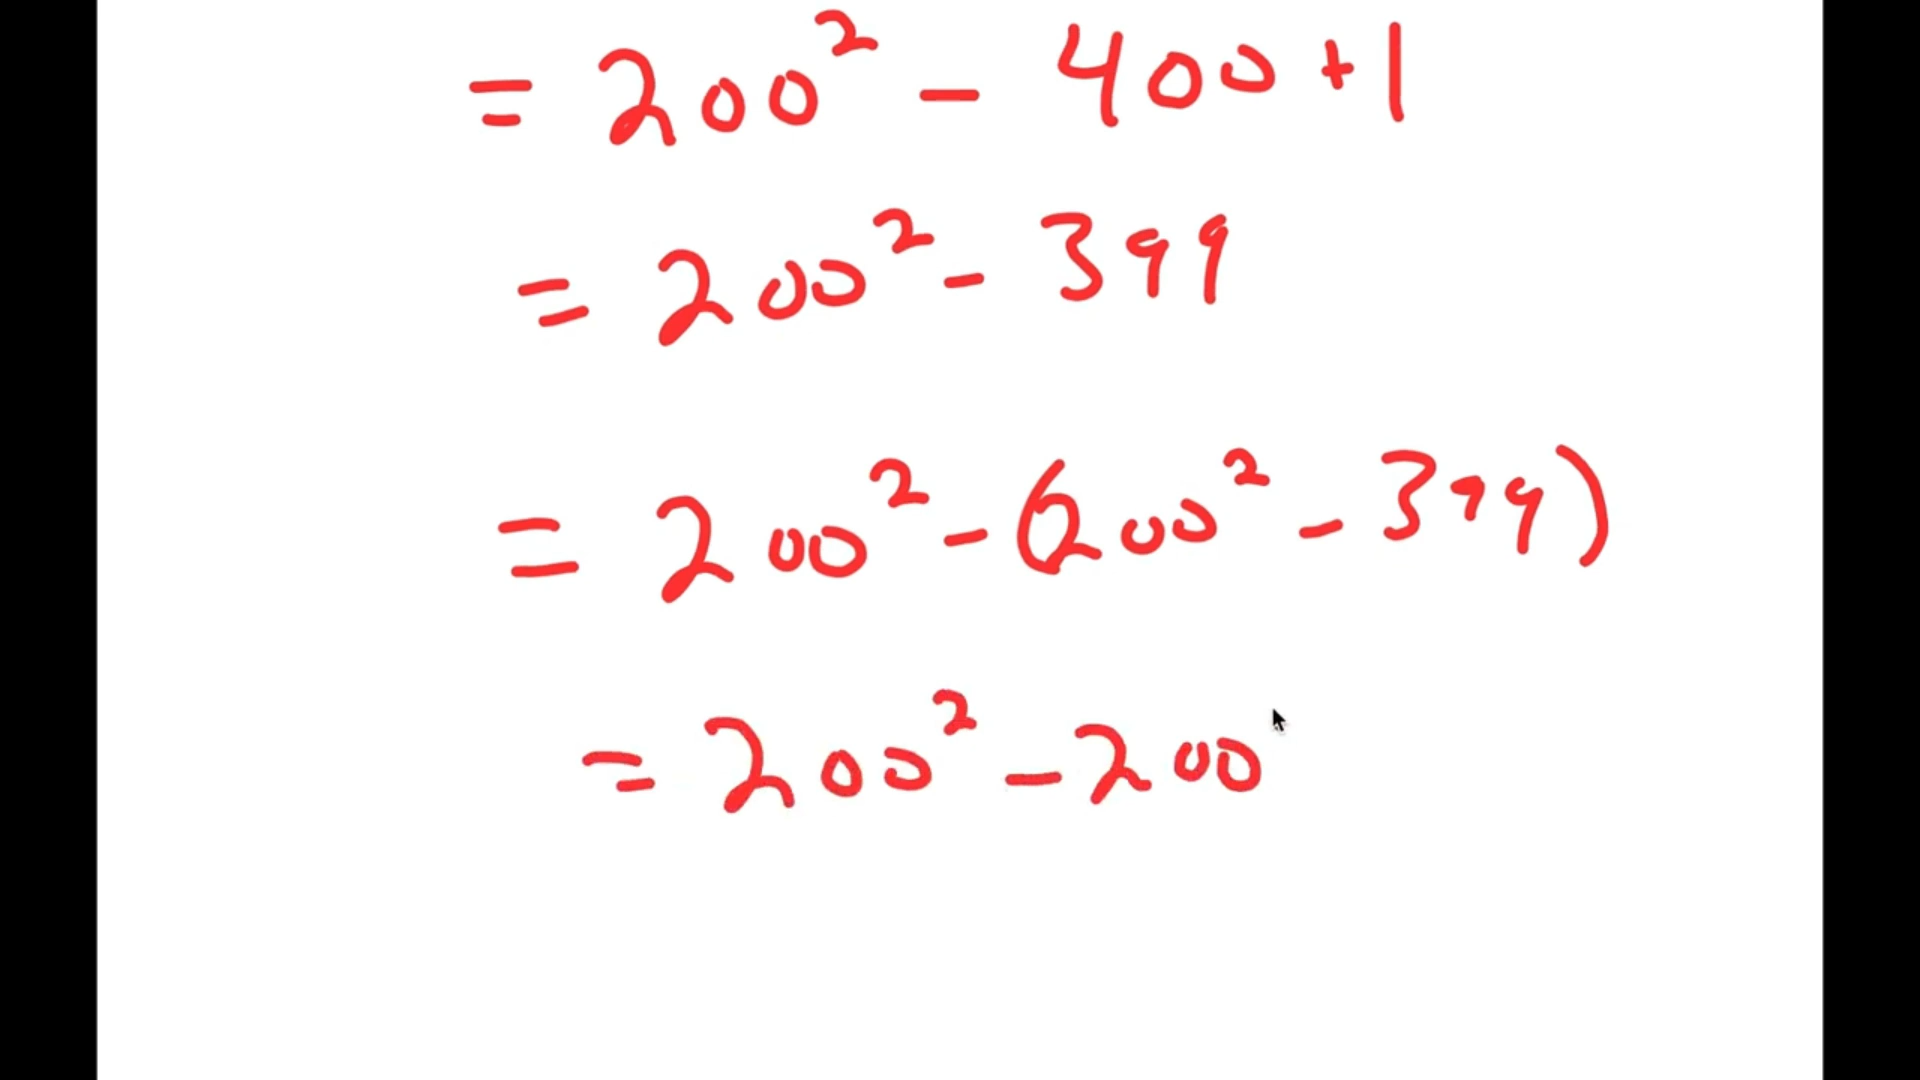 = 200² - 400 + 1
= 200² - 399
= 200² - (200² - 399)
= 200² - 200